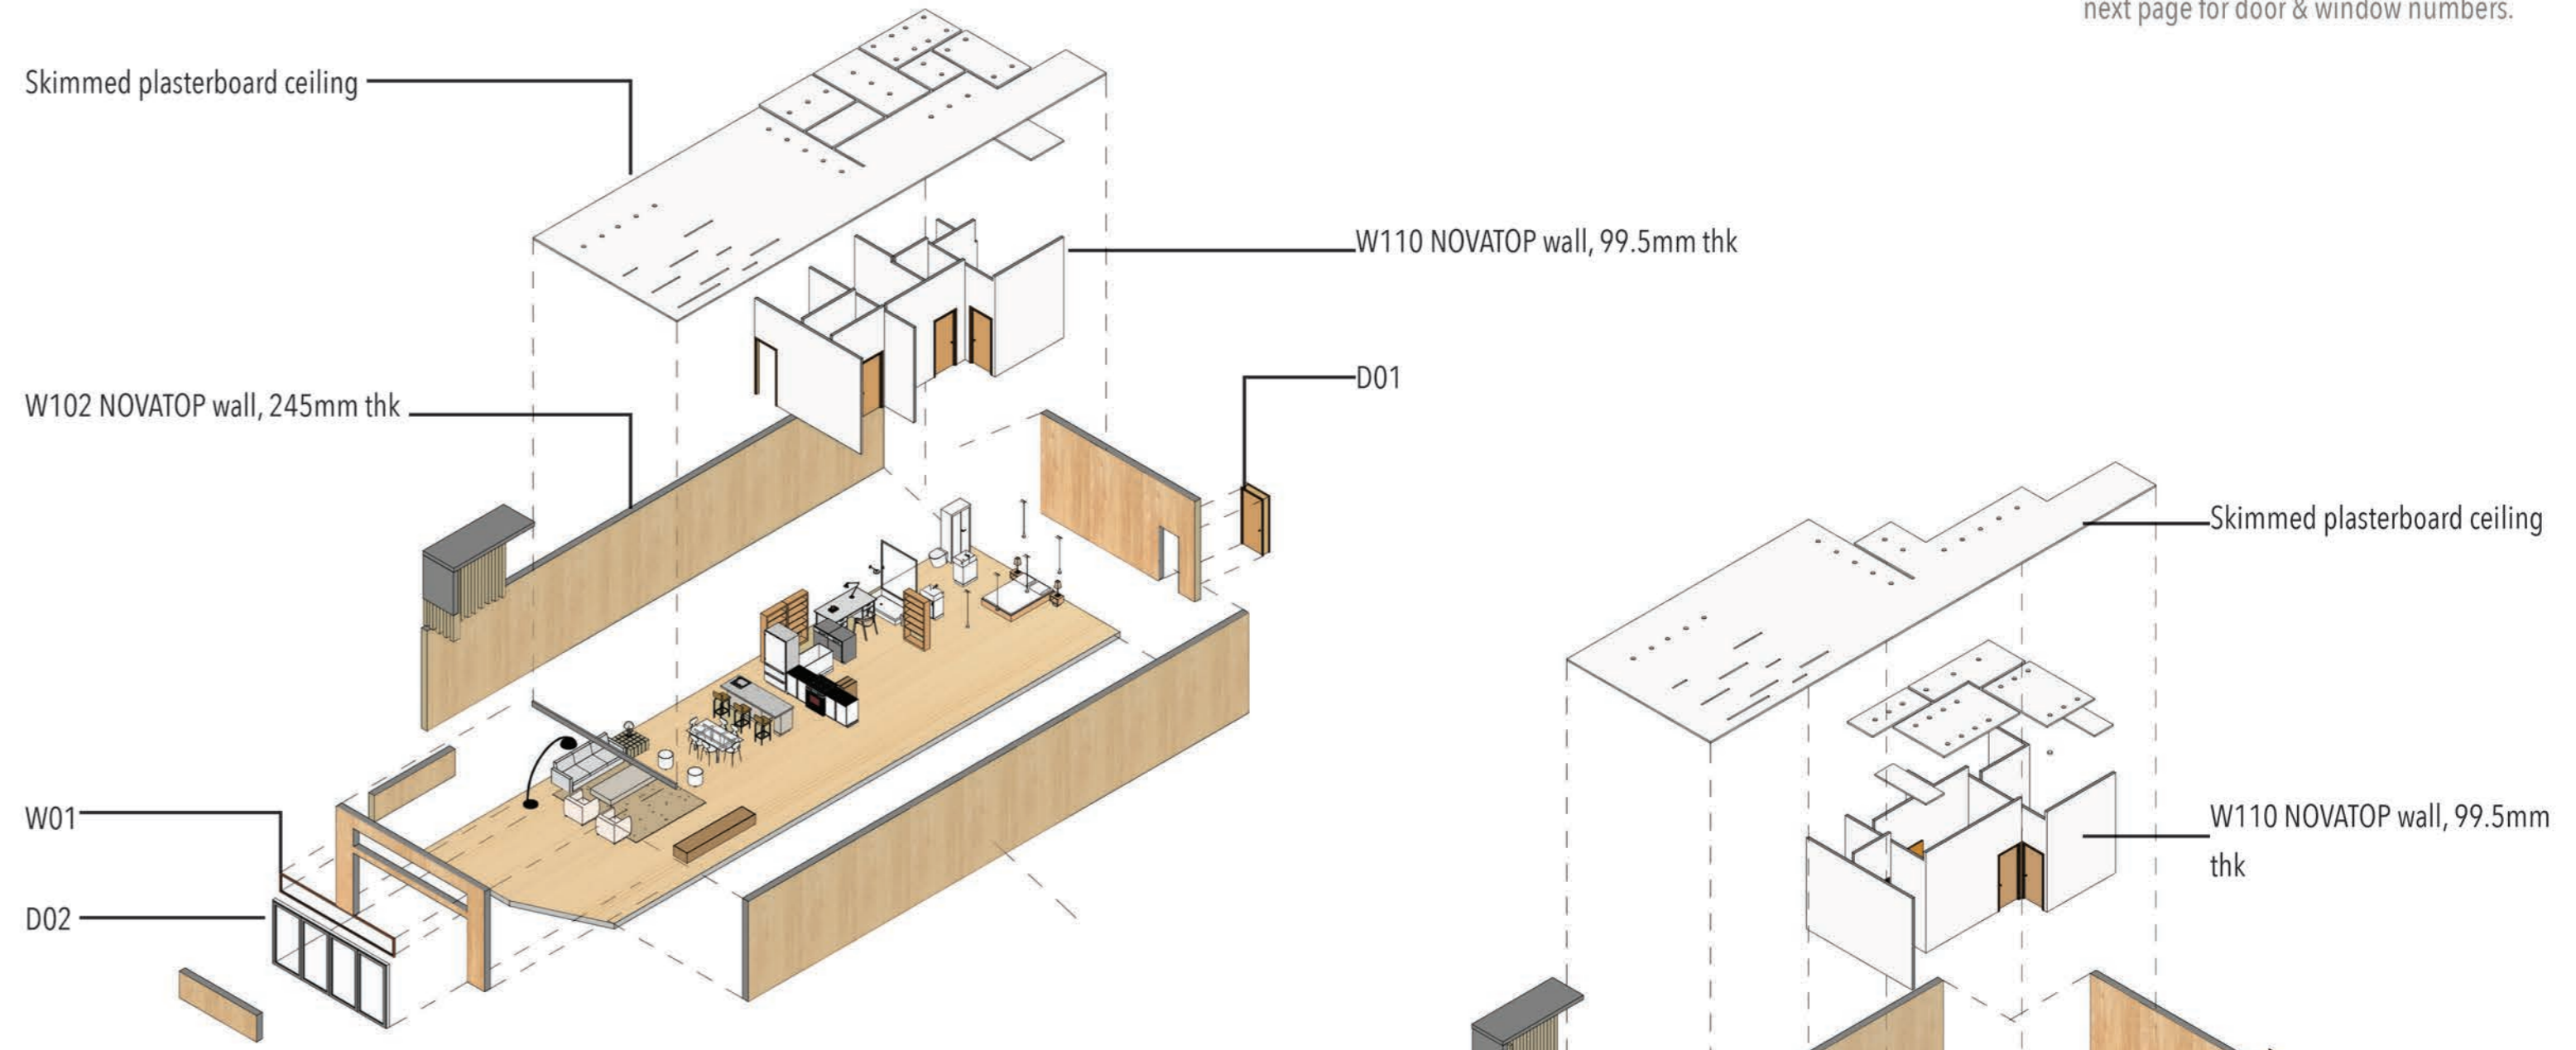 next page for door & window numbers.
Skimmed plasterboard ceiling
W110 NOVATOP wall, 99.5mm thk
D01
W102 NOVATOP wall, 245mm thk
Skimmed plasterboard ceiling
W01
W110 NOVATOP wall, 99.5mm
thk
D02